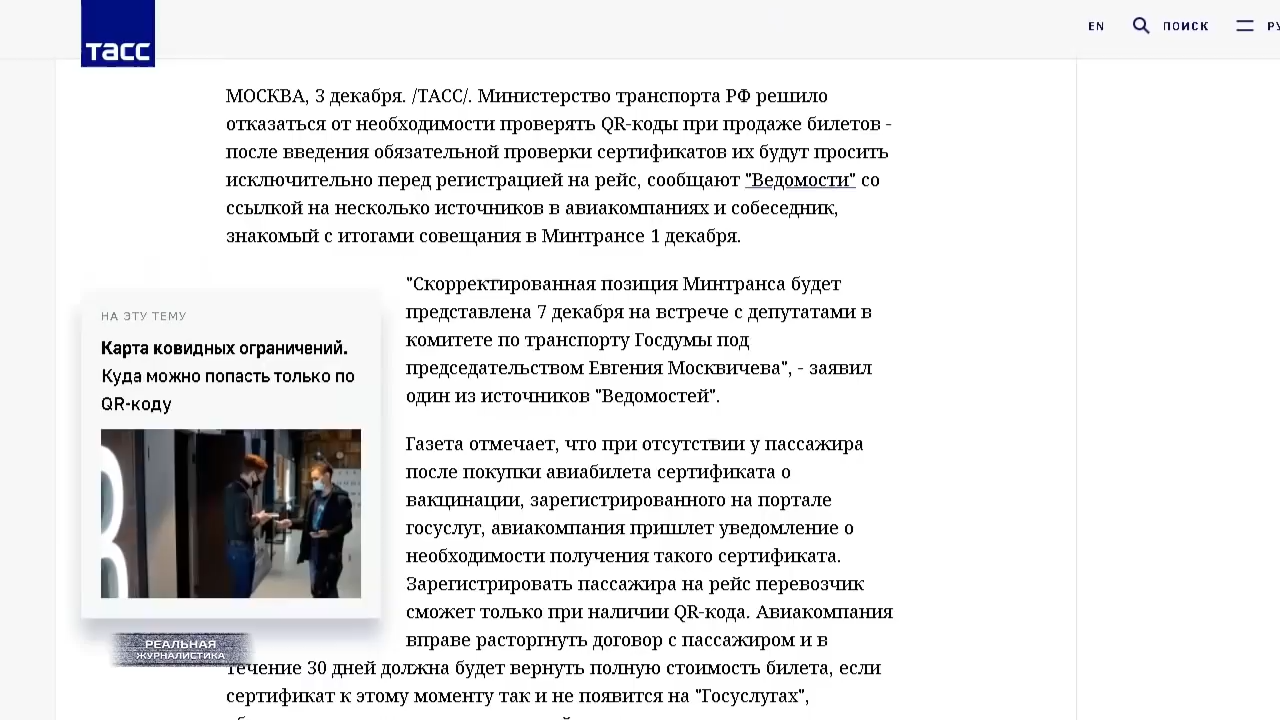 тасс
EN
ПОИСК
МОСКВА, 3 декабря. /ТАСС/. Министерство транспорта РФ решило
отказаться от необходимости проверять QR-коды при продаже билетов -
после введения обязательной проверки сертификатов их будут просить
исключительно перед регистрацией на рейс, сообщают "Ведомости" со
ссылкой на несколько источников в авиакомпаниях и собеседник,
знакомый с итогами совещания в Минтрансе 1 декабря.
"Скорректированная позиция Минтранса будет
представлена 7 декабря на встрече с депутатами в
комитете по транспорту Госдумы под
председательством Евгения Москвичева", - заявил
один из источников "Ведомостей".
НА ЭТУ ТЕМУ
Карта ковидных ограничений.
Куда можно попасть только по
QR-коду
Газета отмечает, что при отсутствии у пассажира
после покупки авиабилета сертификата о
вакцинации, зарегистрированного на портале
госуслуг, авиакомпания пришлет уведомление о
необходимости получения такого сертификата.
Зарегистрировать пассажира на рейс перевозчик
сможет только при наличии QR-кода. Авиакомпания
вправе расторгнуть договор с пассажиром и в
течение 30 дней должна будет вернуть полную стоимость билета, если
сертификат к этому моменту так и не появится на "Госуслугах",
РЕАЛЬНАЯ
ЖУРНАЛИСТИКА